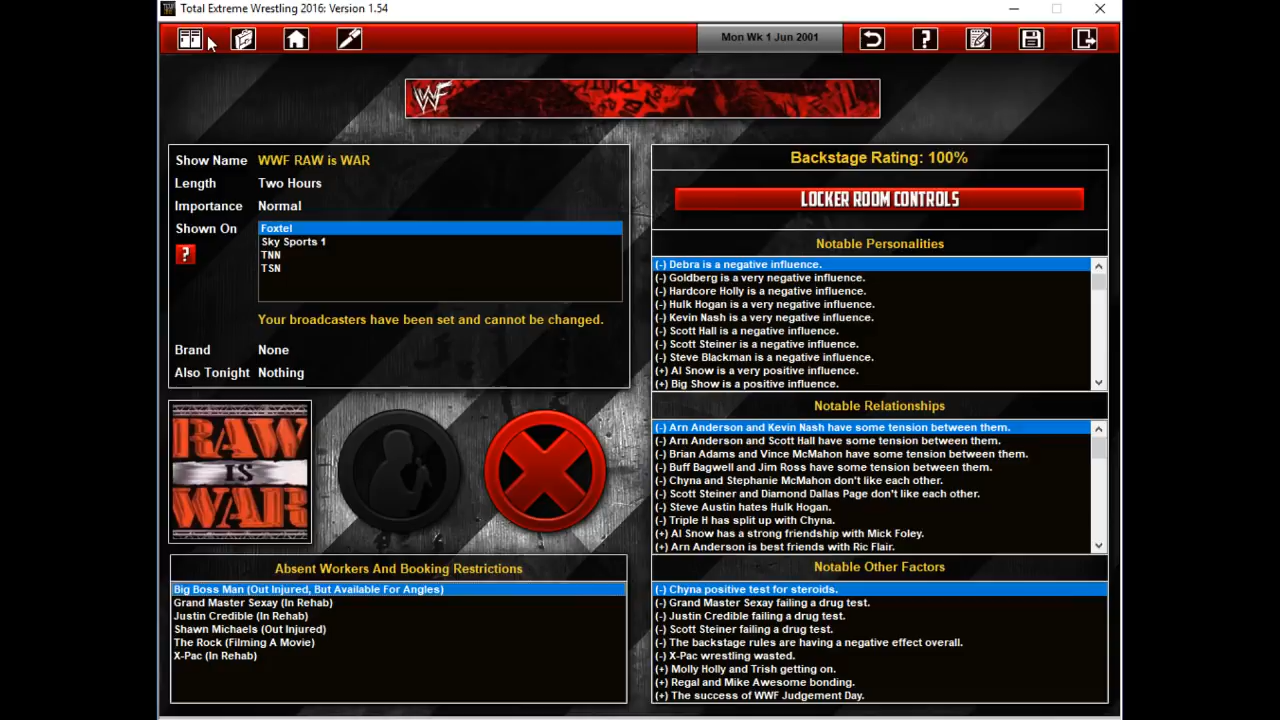 Total Extreme Wrestling 2016: Version 1.54
Mon Wk 1 Jun 2001
WF
Show Name WWF RAW is WAR
Length Two Hours
Importance Normal
Shown On Foxtel
Sky Sports 1
?
TNN
TSN
Your broadcasters have been set and cannot be changed.
Brand None
Also Tonight Nothing
RAW
IS
WAR
Absent Workers And Booking Restrictions
Big Boss Man (Out Injured, But Available For Angles)
Grand Master Sexay (In Rehab)
Justin Credible (In Rehab)
Shawn Michaels (Out Injured)
The Rock (Filming A Movie)
X-Pac (In Rehab)
Backstage Rating: 100%
LOCKER ROOM CONTROLS
Notable Personalities
(-) Debra is a negative influence.
(-) Goldberg is a very negative influence.
(-) Hardcore Holly is a negative influence.
(-) Hulk Hogan is a very negative influence.
(-) Kevin Nash is a very negative influence.
(-) Scott Hall is a negative influence.
(-) Scott Steiner is a negative influence.
(-) Steve Blackman is a negative influence.
(+) Al Snow is a very positive influence.
(+) Big Show is a positive influence.
Notable Relationships
(-) Arn Anderson and Kevin Nash have some tension between them.
(-) Arn Anderson and Scott Hall have some tension between them.
(-) Brian Adams and Vince McMahon have some tension between them.
(-) Buff Bagwell and Jim Ross have some tension between them.
(-) Chyna and Stephanie McMahon don't like each other.
(-) Scott Steiner and Diamond Dallas Page don't like each other.
(-) Steve Austin hates Hulk Hogan.
(-) Triple H has split up with Chyna.
(+) Al Snow has a strong friendship with Mick Foley.
(+) Arn Anderson is best friends with Ric Flair.
Notable Other Factors
(-) Chyna positive test for steroids.
(-) Grand Master Sexay failing a drug test.
(-) Justin Credible failing a drug test.
(-) Scott Steiner failing a drug test.
(-) The backstage rules are having a negative effect overall.
(-) X-Pac wrestling wasted.
(+) Molly Holly and Trish getting on.
(+) Regal and Mike Awesome bonding.
(+) The success of WWF Judgement Day.